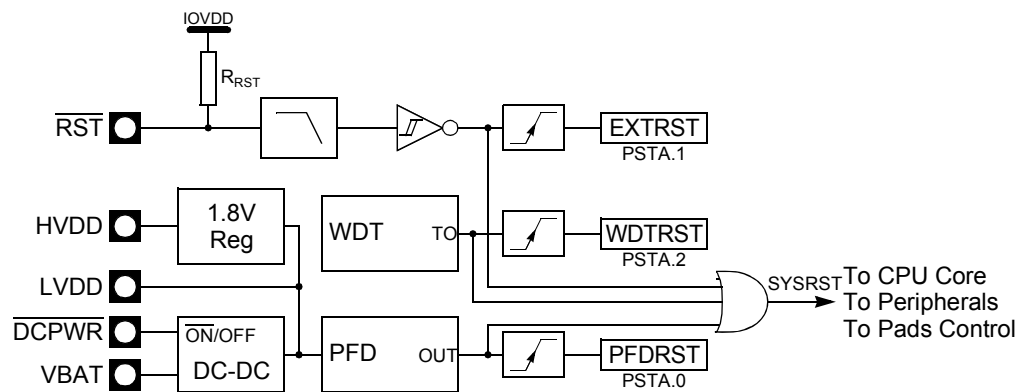 IOVDD
RRST
RST
EXTRST
PSTA.1
HVDD
1.8V
Reg
WDT
TO
WDTRST
PSTA.2
LVDD
SYSRST
To CPU Core
To Peripherals
To Pads Control
DCPWR
ON/OFF
DC-DC
VBAT
PFD
OUT
PFDRST
PSTA.0